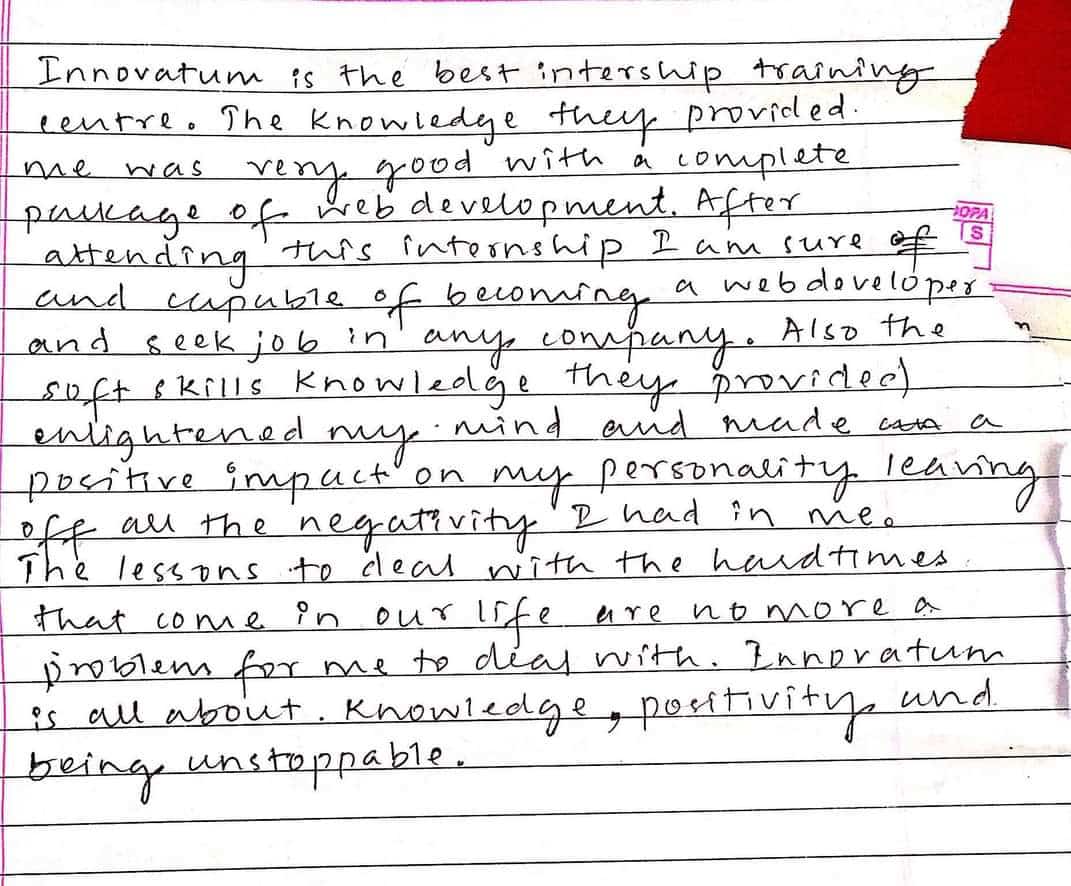 Innovatum is the best intership training
centre. The knowledge they provided.
me was very good with a complete
package of web development. After
OPA
attending this internship I am sure of
S
and capable of becoming a webdeveloper
and seek job in any company. Also the
n
soft skills knowledge they provided
enlightened my mind and made a
positive impact on my personality leaving
off all the negativity I had in me.
The lessons to deal with the hardtimes
that come in our life are no more a
problem for me to deal with. Innovatum
is all about. Knowledge, positivity and
being unstoppable.